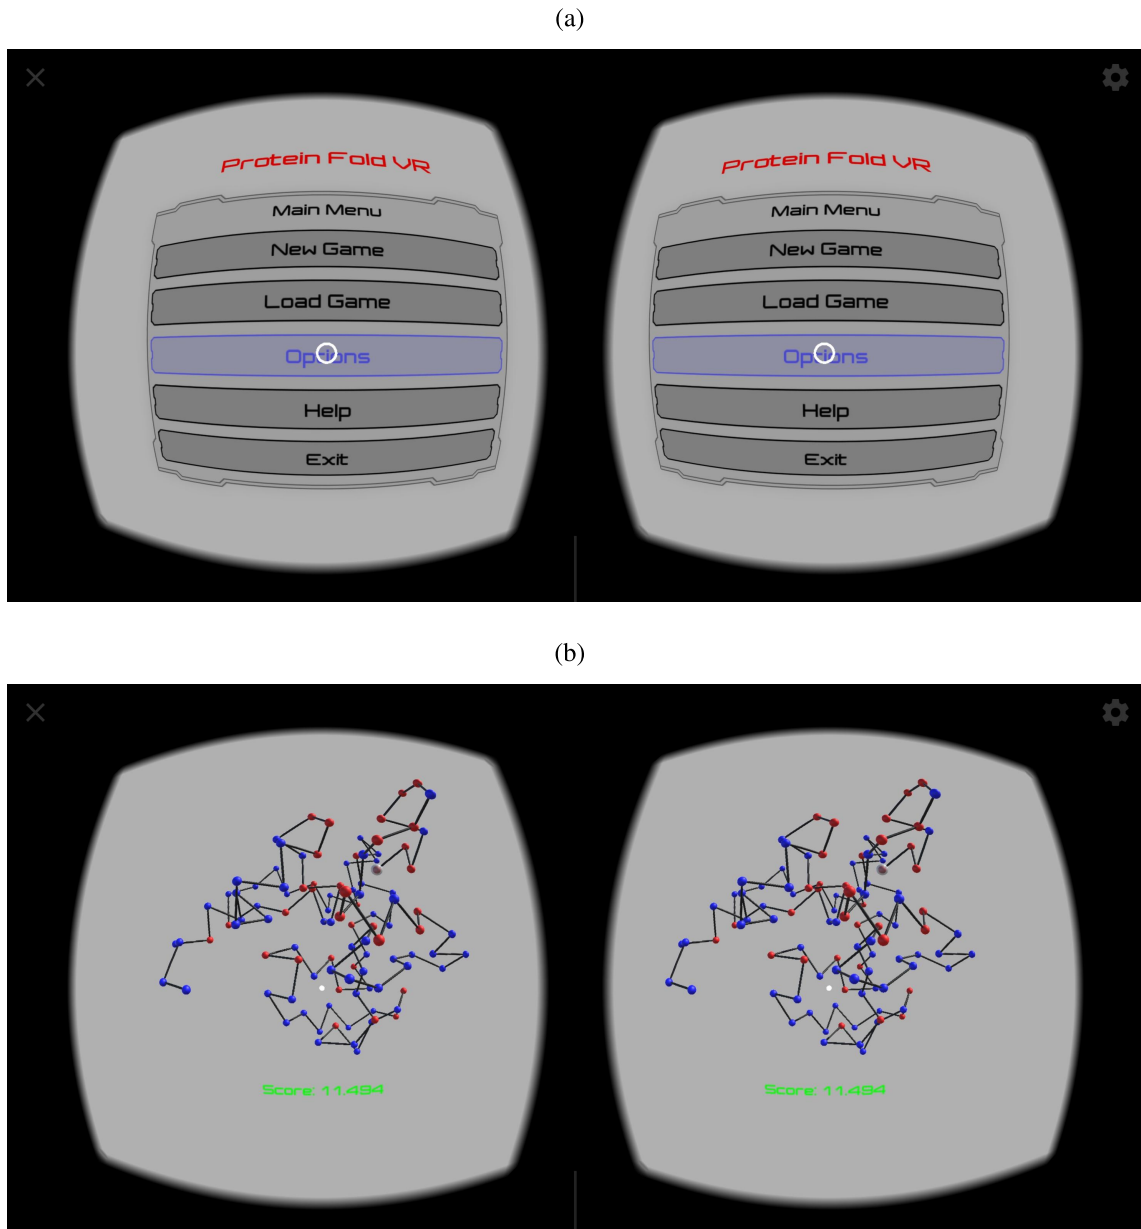 (a)
Protein Fold VR Protein Fold VR
Main Menu Main Menu
New Game New Game
Load Game Load Game
Options Options
Help Help
Exit Exit
(b)
Score: 11.494 Score: 11.494